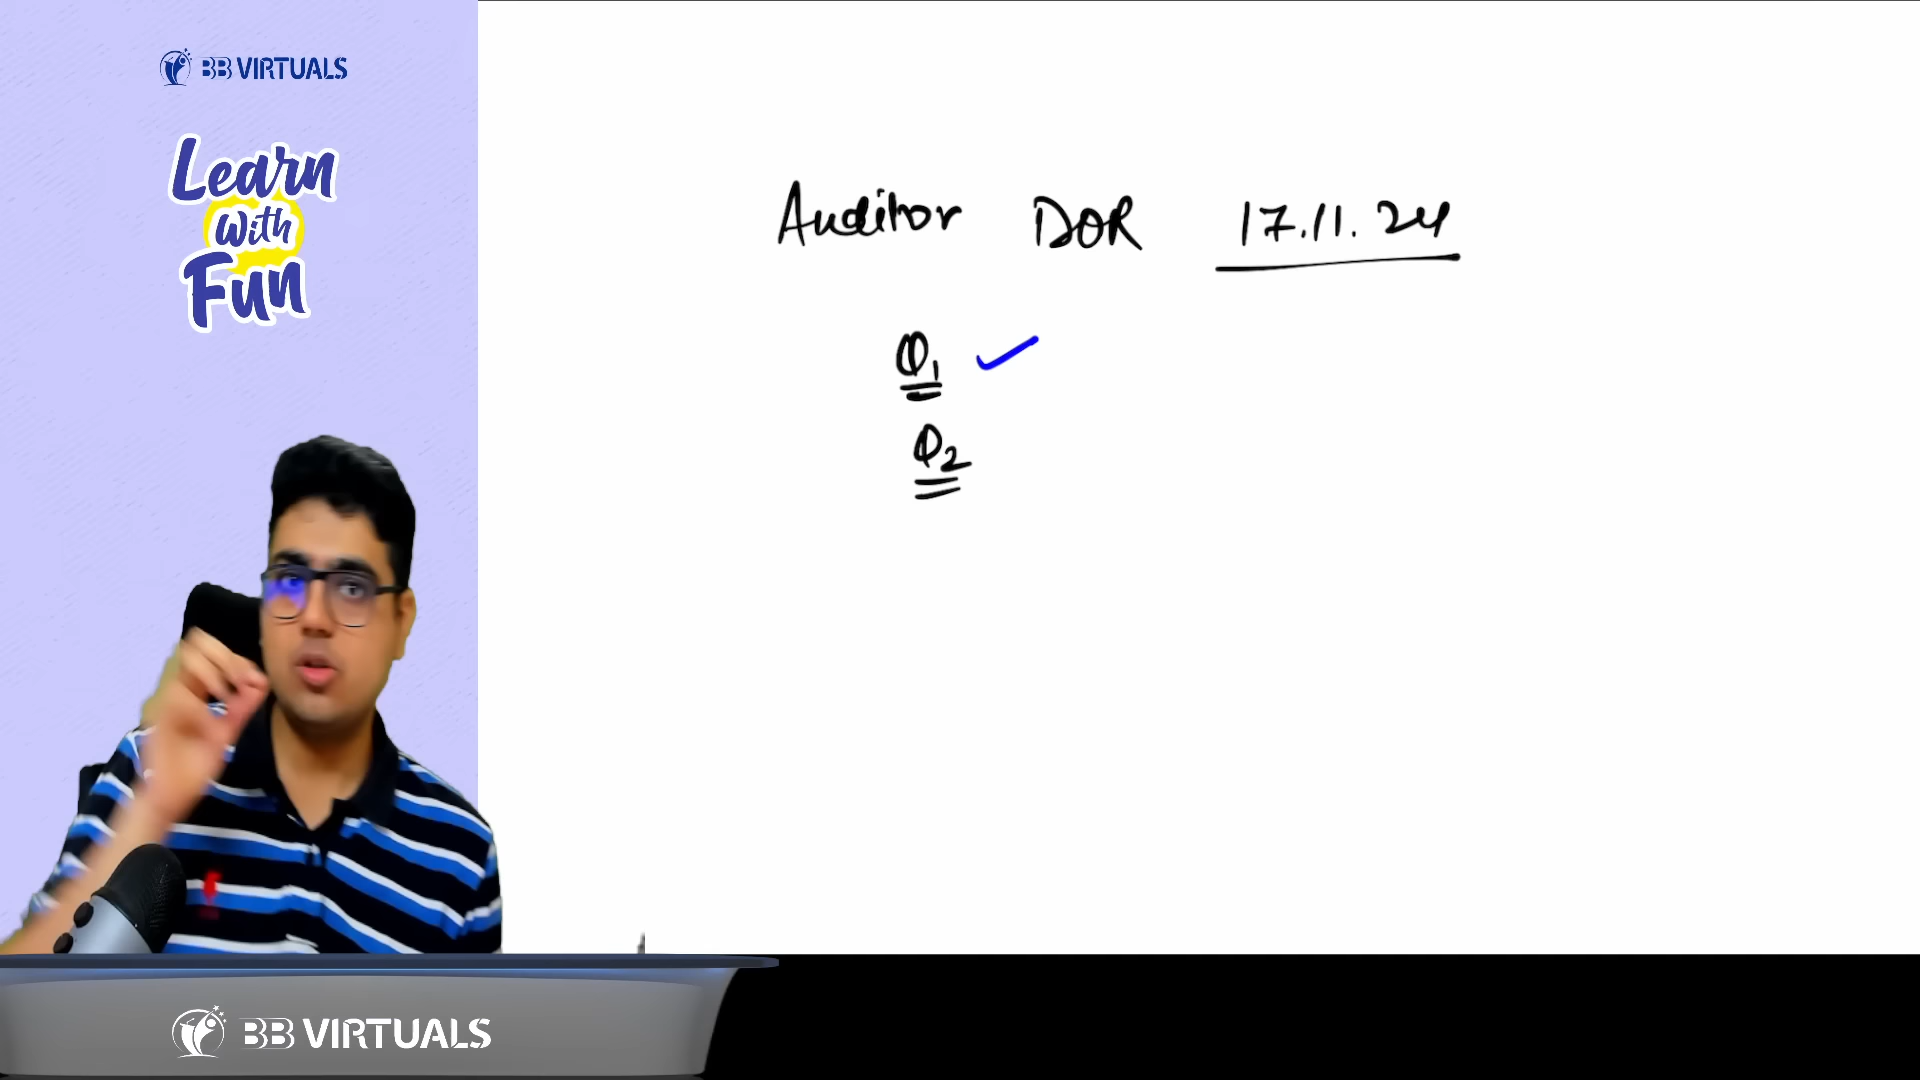 BB VIRTUALS
Learn
With
Fun
Auditor DOR 17.11.24
Q1 ✓
Q2
BB VIRTUALS